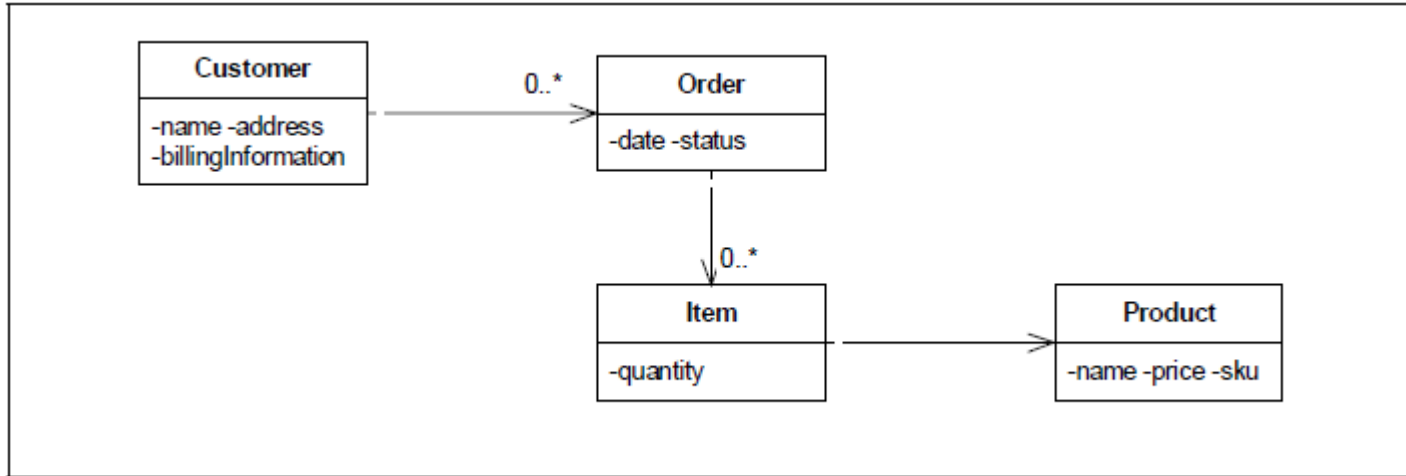 Customer
-name -address
-billingInformation
0..*
Order
-date -status
0..*
Item
-quantity
Product
-name -price -sku